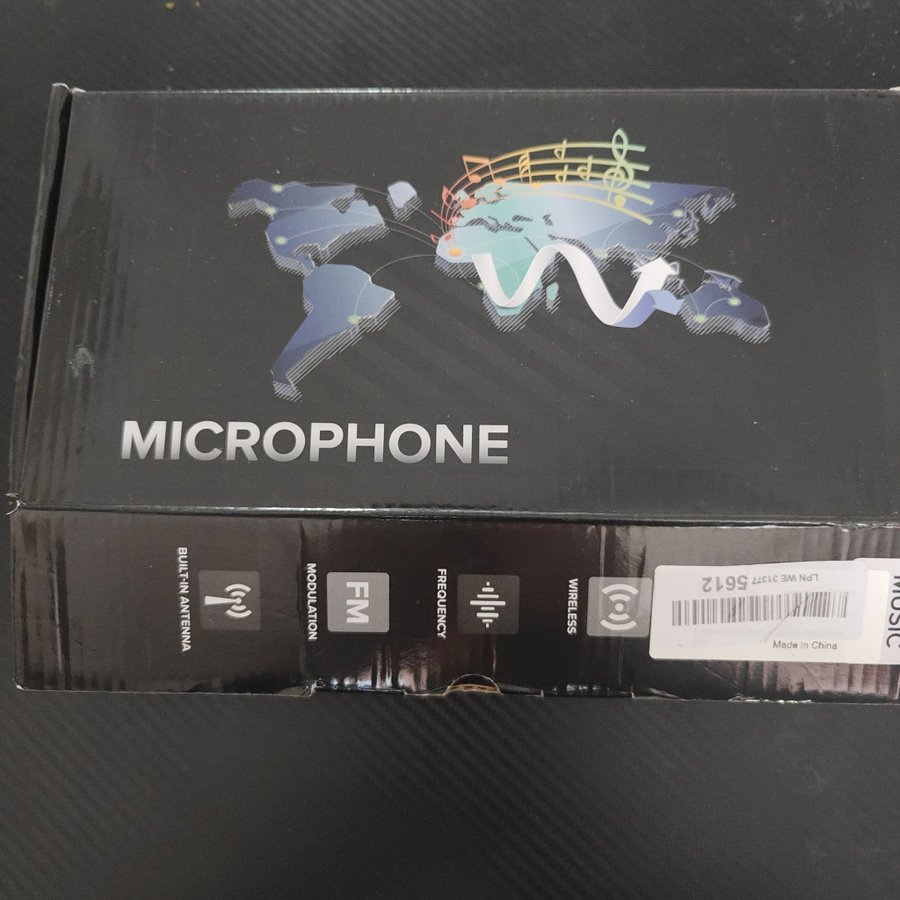 MICROPHONE
BUILT-IN ANTENNA
FM
MODULATION
FREQUENCY
WIRELESS
LPN WE 31377 5612
Made in China
MUSIC